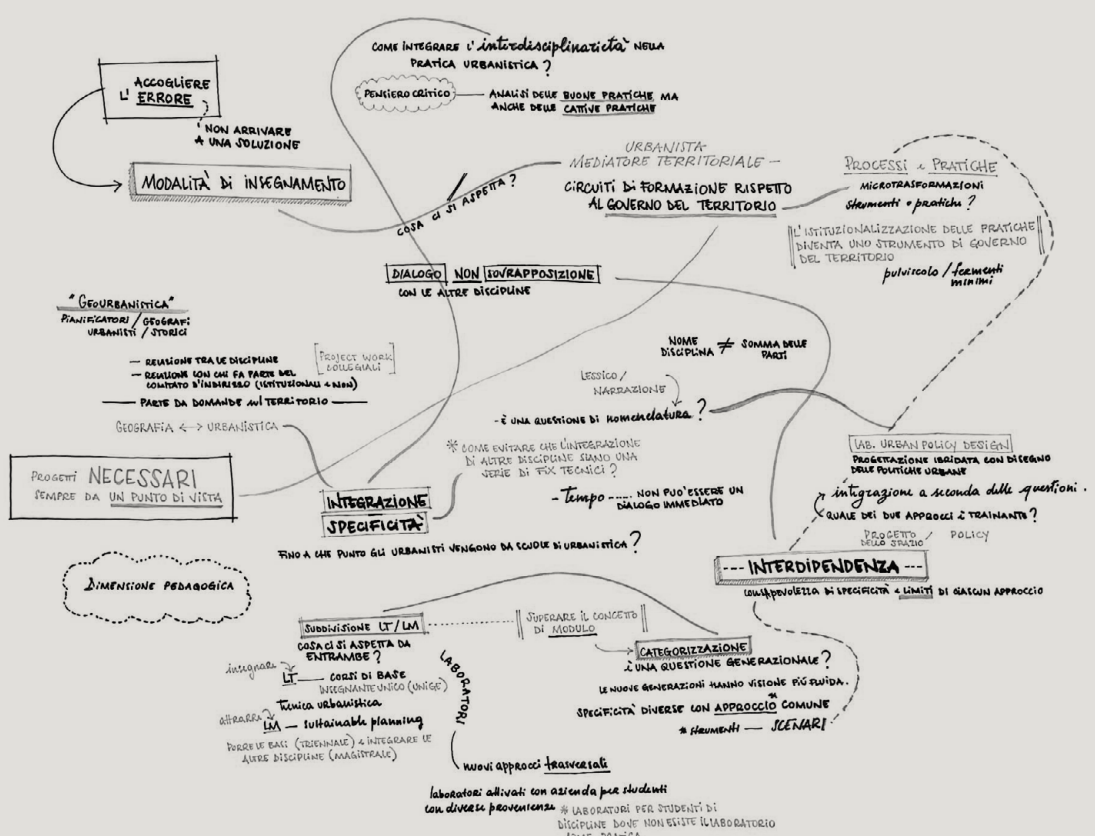 COME INTEGRARE L'interdisciplinarietà NELLA
PRATICA URBANISTICA?
PENSIERO CRITICO — ANALISI DELLE BUONE PRATICHE MA
ANCHE DELLE CATTIVE PRATICHE
ACCOGLIERE
L'ERRORE
NON ARRIVARE
A UNA SOLUZIONE
MODALITÀ DI INSEGNAMENTO
COSA CI SI ASPETTA?
URBANISTA
MEDIATORE TERRITORIALE —
CIRCUITI DI FORMAZIONE RISPETTO
AL GOVERNO DEL TERRITORIO
PROCESSI e PRATICHE
MICROTRASFORMAZIONI
strumenti o pratiche?
L'ISTITUZIONALIZZAZIONE DELLE PRATICHE
DIVENTA UNO STRUMENTO DI GOVERNO
DEL TERRITORIO
pulviscolo / fermenti
minimi
DIALOGO NON SOVRAPPOSIZIONE
CON LE ALTRE DISCIPLINE
"GEOURBANISTICA"
PIANIFICATORI / GEOGRAFI
URBANISTI / STORICI
— RELAZIONE TRA LE DISCIPLINE
— RELAZIONE CON CHI FA PARTE DEL
COMITATO D'INDIRIZZO (ISTITUZIONALI e NON)
[PROJECT WORK
COLLEGIALI]
— PARTE DA DOMANDE sul TERRITORIO —
GEOGRAFIA <--> URBANISTICA
NOME
DISCIPLINA ≠ SOMMA DELLE
PARTI
LESSICO/
NARRAZIONE
- È UNA QUESTIONE DI nomenclatura?
PROGETTI NECESSARI
SEMPRE DA UN PUNTO DI VISTA
* COME EVITARE CHE L'INTEGRAZIONE
DI ALTRE DISCIPLINE SIANO UNA
SERIE DI FIX TECNICI?
INTEGRAZIONE
SPECIFICITÀ
- Tempo ---- NON PUO' ESSERE UN
DIALOGO IMMEDIATO
FINO A CHE PUNTO GLI URBANISTI VENGONO DA SCUOLE DI URBANISTICA?
LAB. URBAN POLICY DESIGN
PROGETTAZIONE IBRIDATA CON DISEGNO
DELLE POLITICHE URBANE
integrazione a seconda delle questioni.
QUALE DEI DUE APPROCCI È TRAINANTE?
PROGETTO / POLICY
DELLO SPAZIO
--- INTERDIPENDENZA ---
CONSAPEVOLEZZA DI SPECIFICITÀ e LIMITI DI CIASCUN APPROCCIO
DIMENSIONE PEDAGOGICA
SUDDIVISIONE LT/LM
COSA CI SI ASPETTA DA
ENTRAMBE?
SUPERARE IL CONCETTO
DI MODULO
CATEGORIZZAZIONE
È UNA QUESTIONE GENERAZIONALE?
LE NUOVE GENERAZIONI HANNO VISIONE PIÙ FLUIDA.
SPECIFICITÀ DIVERSE CON APPROCCIO* COMUNE
* STRUMENTI — SCENARI
insegnare
LT — CORSI DI BASE
INSEGNANTE UNICO (UNIGE)
Tecnica urbanistica
attrarre
LM — sustainable planning
PORRE LE BASI (TRIENNALE) e INTEGRARE LE
ALTRE DISCIPLINE (MAGISTRALE)
LABORATORI
nuovi approcci trasversali
laboratori attivati con azienda per studenti
con diverse provenienze
* LABORATORI PER STUDENTI DI
DISCIPLINE DOVE NON ESISTE IL LABORATORIO